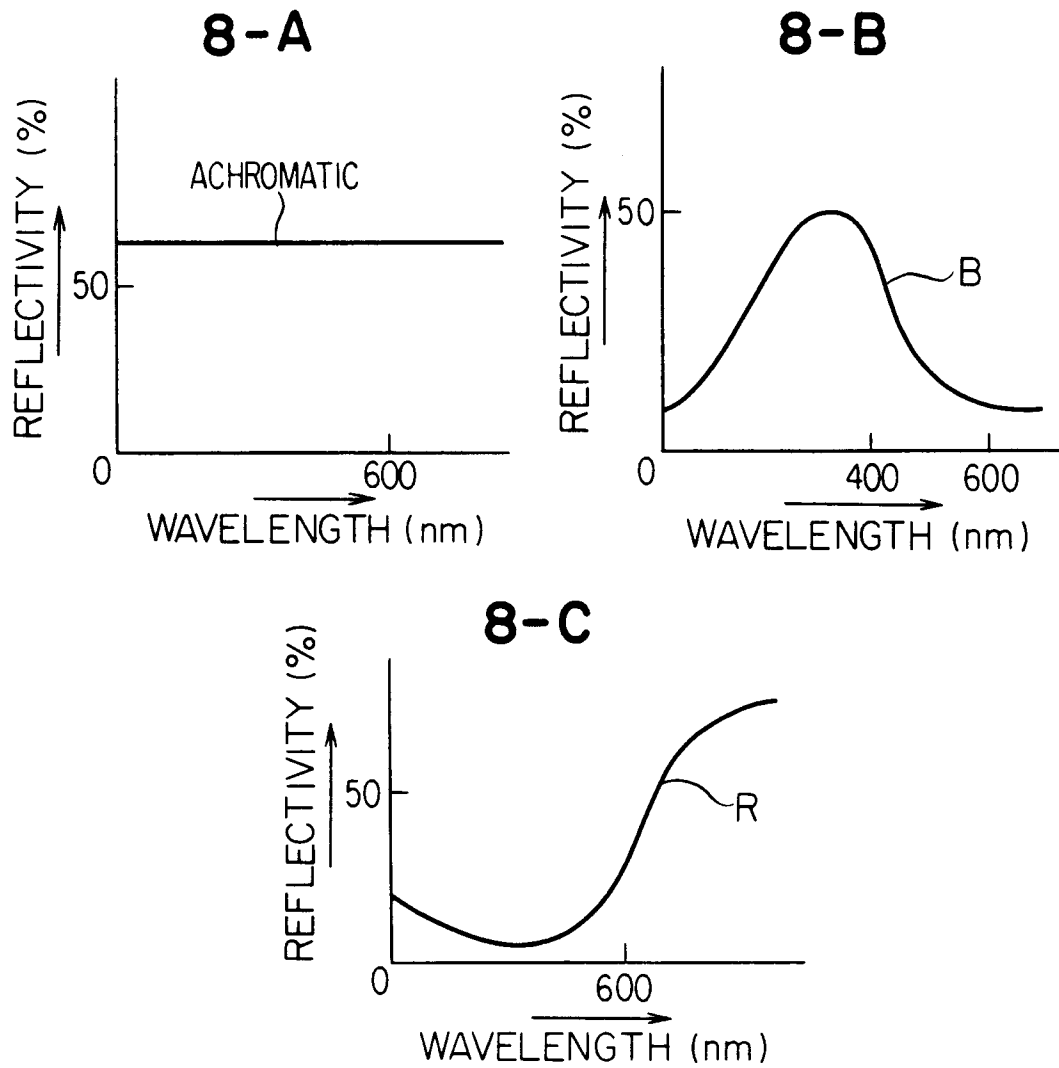 8-A
REFLECTIVITY (%)
ACHROMATIC
50
0
600
WAVELENGTH (nm)
8-B
REFLECTIVITY (%)
50
B
0
400
600
WAVELENGTH (nm)
8-C
REFLECTIVITY (%)
50
R
0
600
WAVELENGTH (nm)